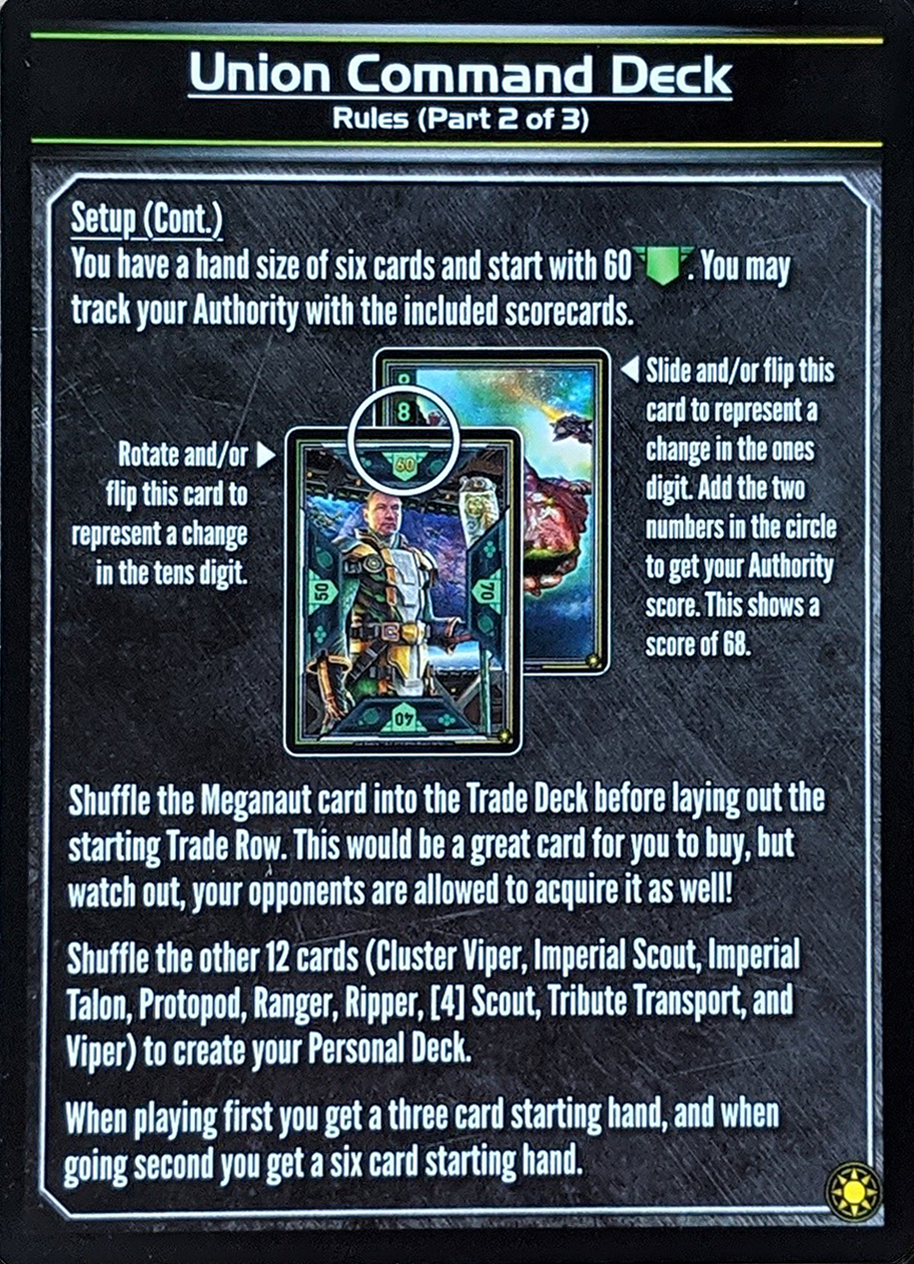 Union Command Deck
Rules (Part 2 of 3)
Setup (Cont.)
You have a hand size of six cards and start with 60 . You may
track your Authority with the included scorecards.
Rotate and/or
flip this card to
represent a change
in the tens digit.
8
60
50
70
40
Slide and/or flip this
card to represent a
change in the ones
digit. Add the two
numbers in the circle
to get your Authority
score. This shows a
score of 68.
Shuffle the Meganaut card into the Trade Deck before laying out the
starting Trade Row. This would be a great card for you to buy, but
watch out, your opponents are allowed to acquire it as well!
Shuffle the other 12 cards (Cluster Viper, Imperial Scout, Imperial
Talon, Protopod, Ranger, Ripper, [4] Scout, Tribute Transport, and
Viper) to create your Personal Deck.
When playing first you get a three card starting hand, and when
going second you get a six card starting hand.